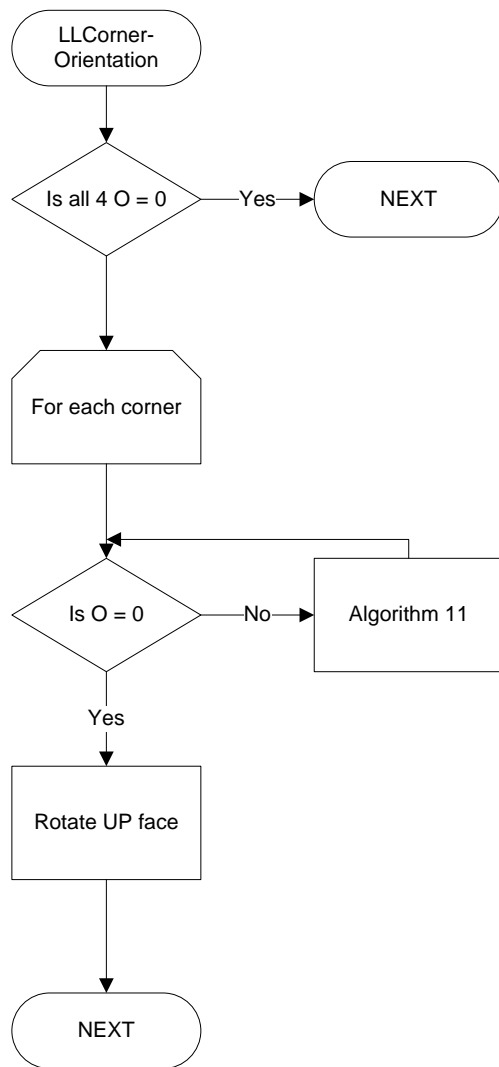 LLCorner-
Orientation
Is all 4 O = 0
Yes
NEXT
For each corner
Is O = 0
No
Algorithm 11
Yes
Rotate UP face
NEXT